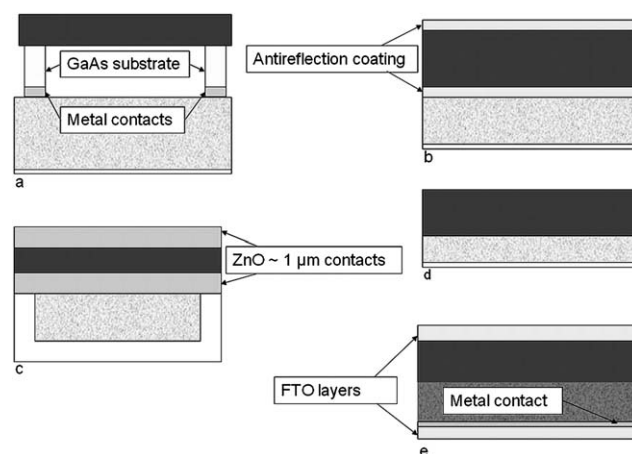 GaAs substrate
Metal contacts
a
Antireflection coating
b
ZnO ~ 1 µm contacts
c
d
FTO layers
Metal contact
e